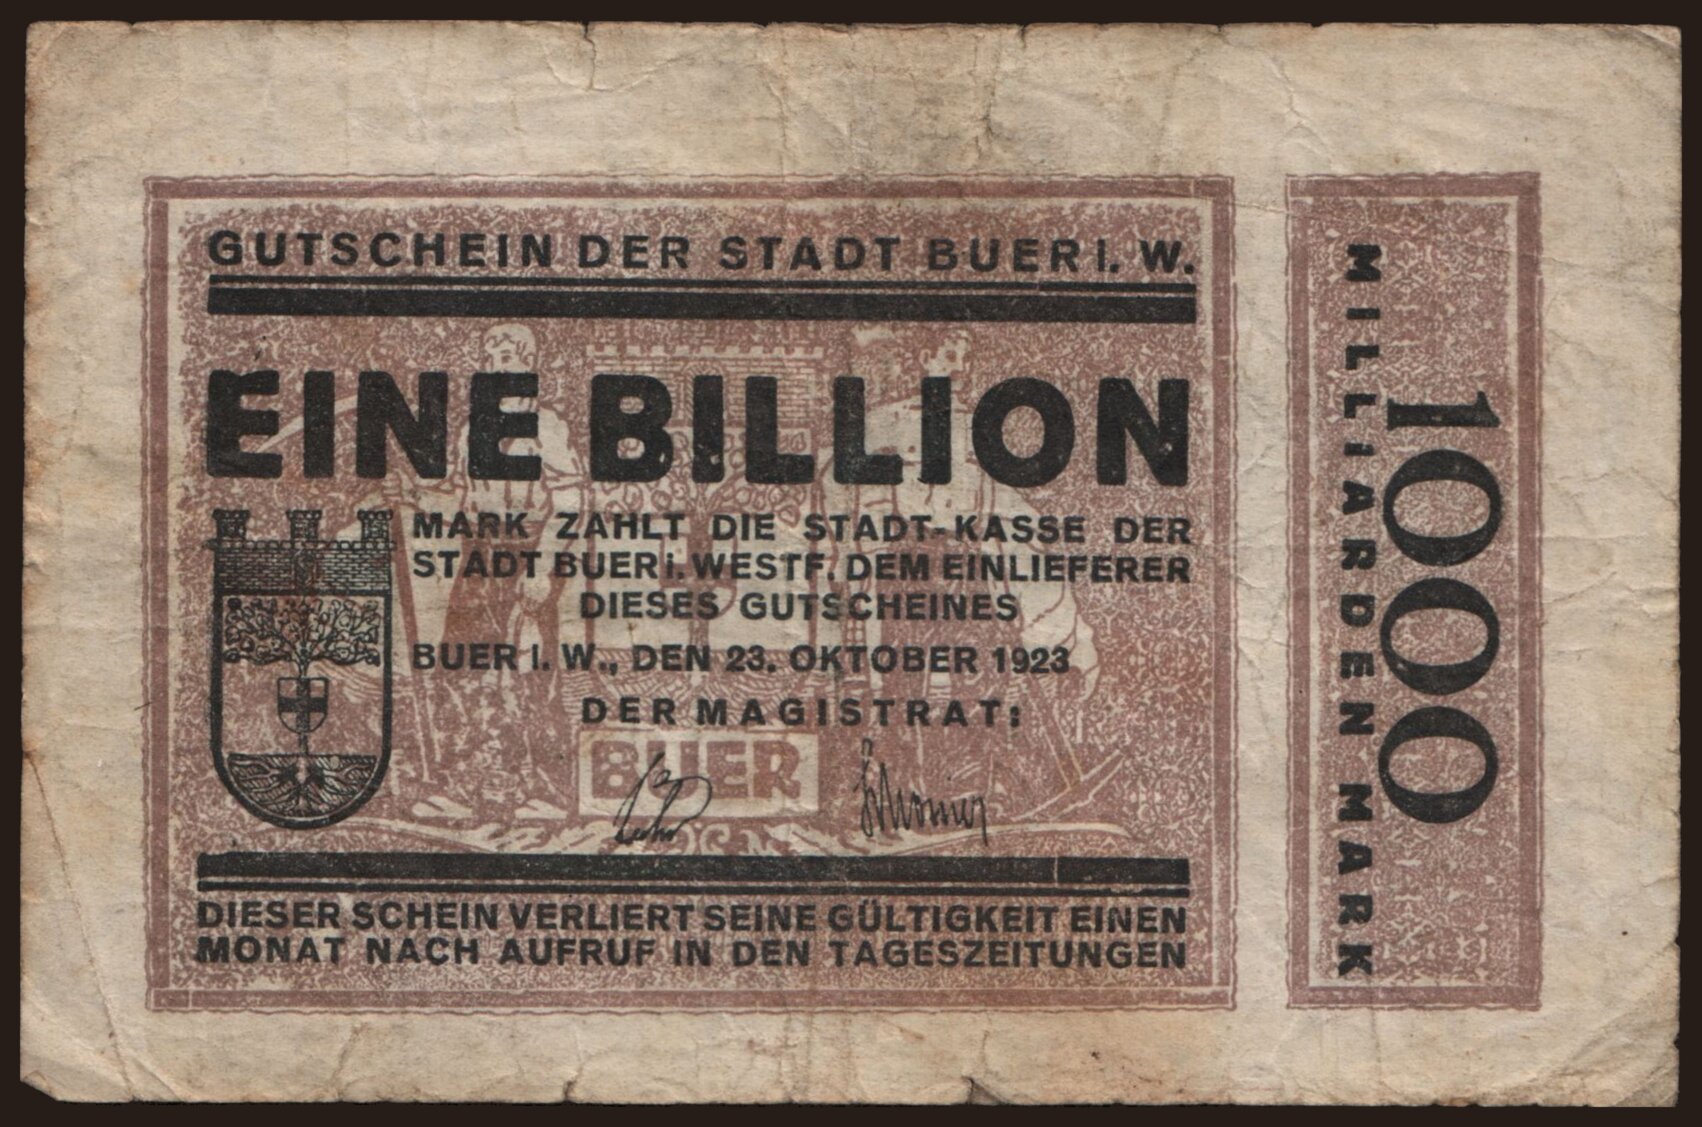 GUTSCHEIN DER STADT BUER I. W.
EINE BILLION
MARK ZAHLT DIE STADT-KASSE DER
STADT BUER i. WESTF. DEM EINLIEFERER
DIESES GUTSCHEINES
BUER I. W., DEN 23. OKTOBER 1923
DER MAGISTRAT:
BUER
DIESER SCHEIN VERLIERT SEINE GÜLTIGKEIT EINEN
MONAT NACH AUFRUF IN DEN TAGESZEITUNGEN
1000
MILLIARDEN MARK